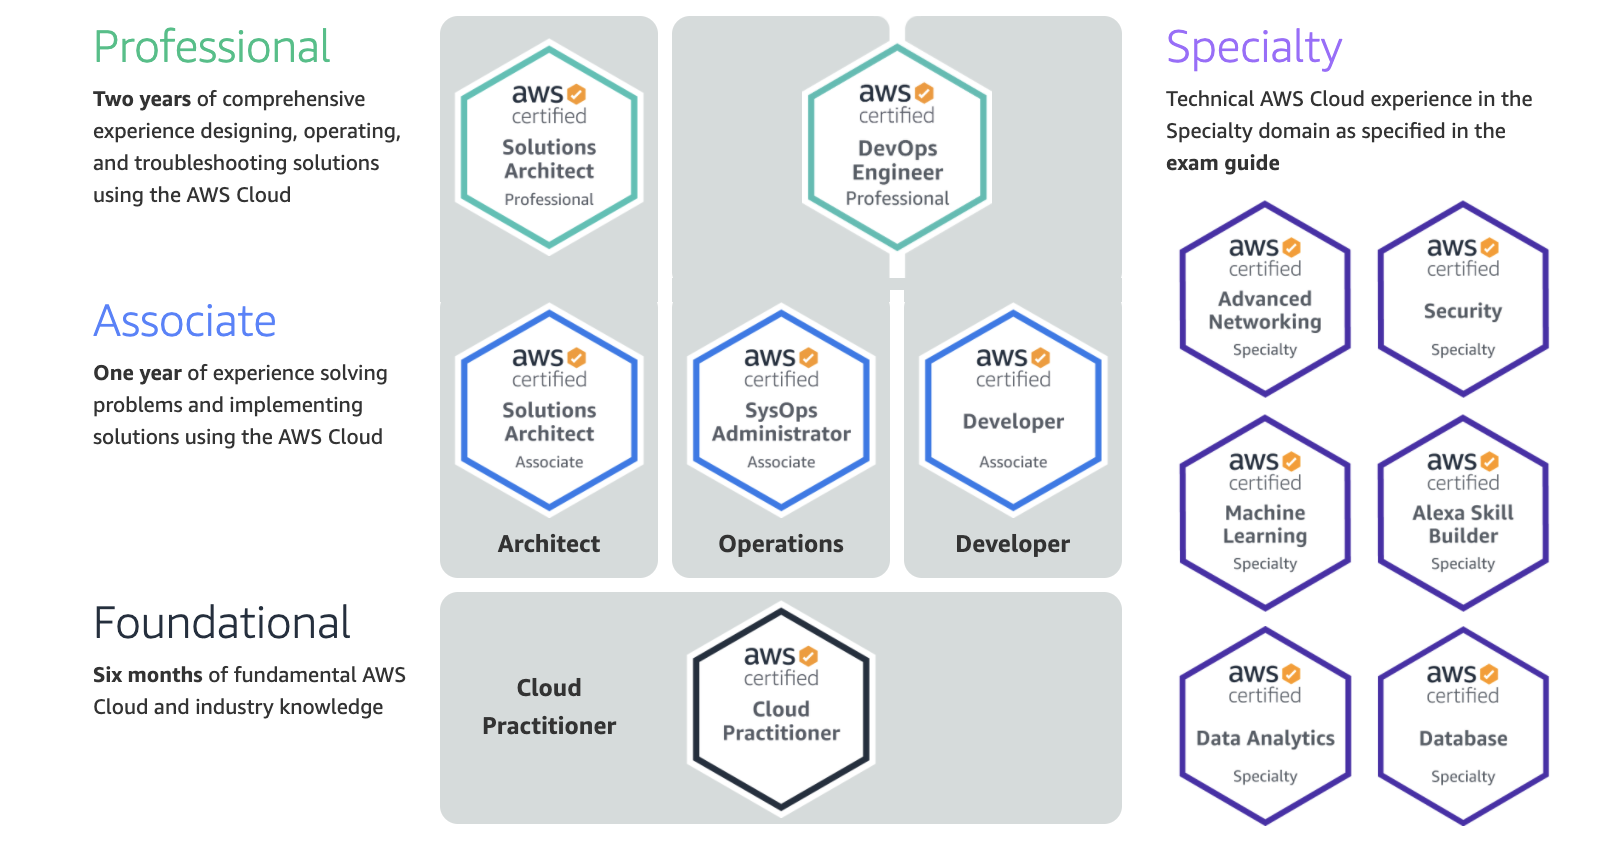 Professional
Two years of comprehensive
experience designing, operating,
and troubleshooting solutions
using the AWS Cloud
aws
certified
Solutions
Architect
Professional
aws
certified
DevOps
Engineer
Professional
Associate
One year of experience solving
problems and implementing
solutions using the AWS Cloud
aws
certified
Solutions
Architect
Associate
Architect
aws
certified
SysOps
Administrator
Associate
Operations
aws
certified
Developer
Associate
Developer
Foundational
Six months of fundamental AWS
Cloud and industry knowledge
Cloud
Practitioner
aws
certified
Cloud
Practitioner
Specialty
Technical AWS Cloud experience in the
Specialty domain as specified in the
exam guide
aws
certified
Advanced
Networking
Specialty
aws
certified
Security
Specialty
aws
certified
Machine
Learning
Specialty
aws
certified
Alexa Skill
Builder
Specialty
aws
certified
Data Analytics
Specialty
aws
certified
Database
Specialty